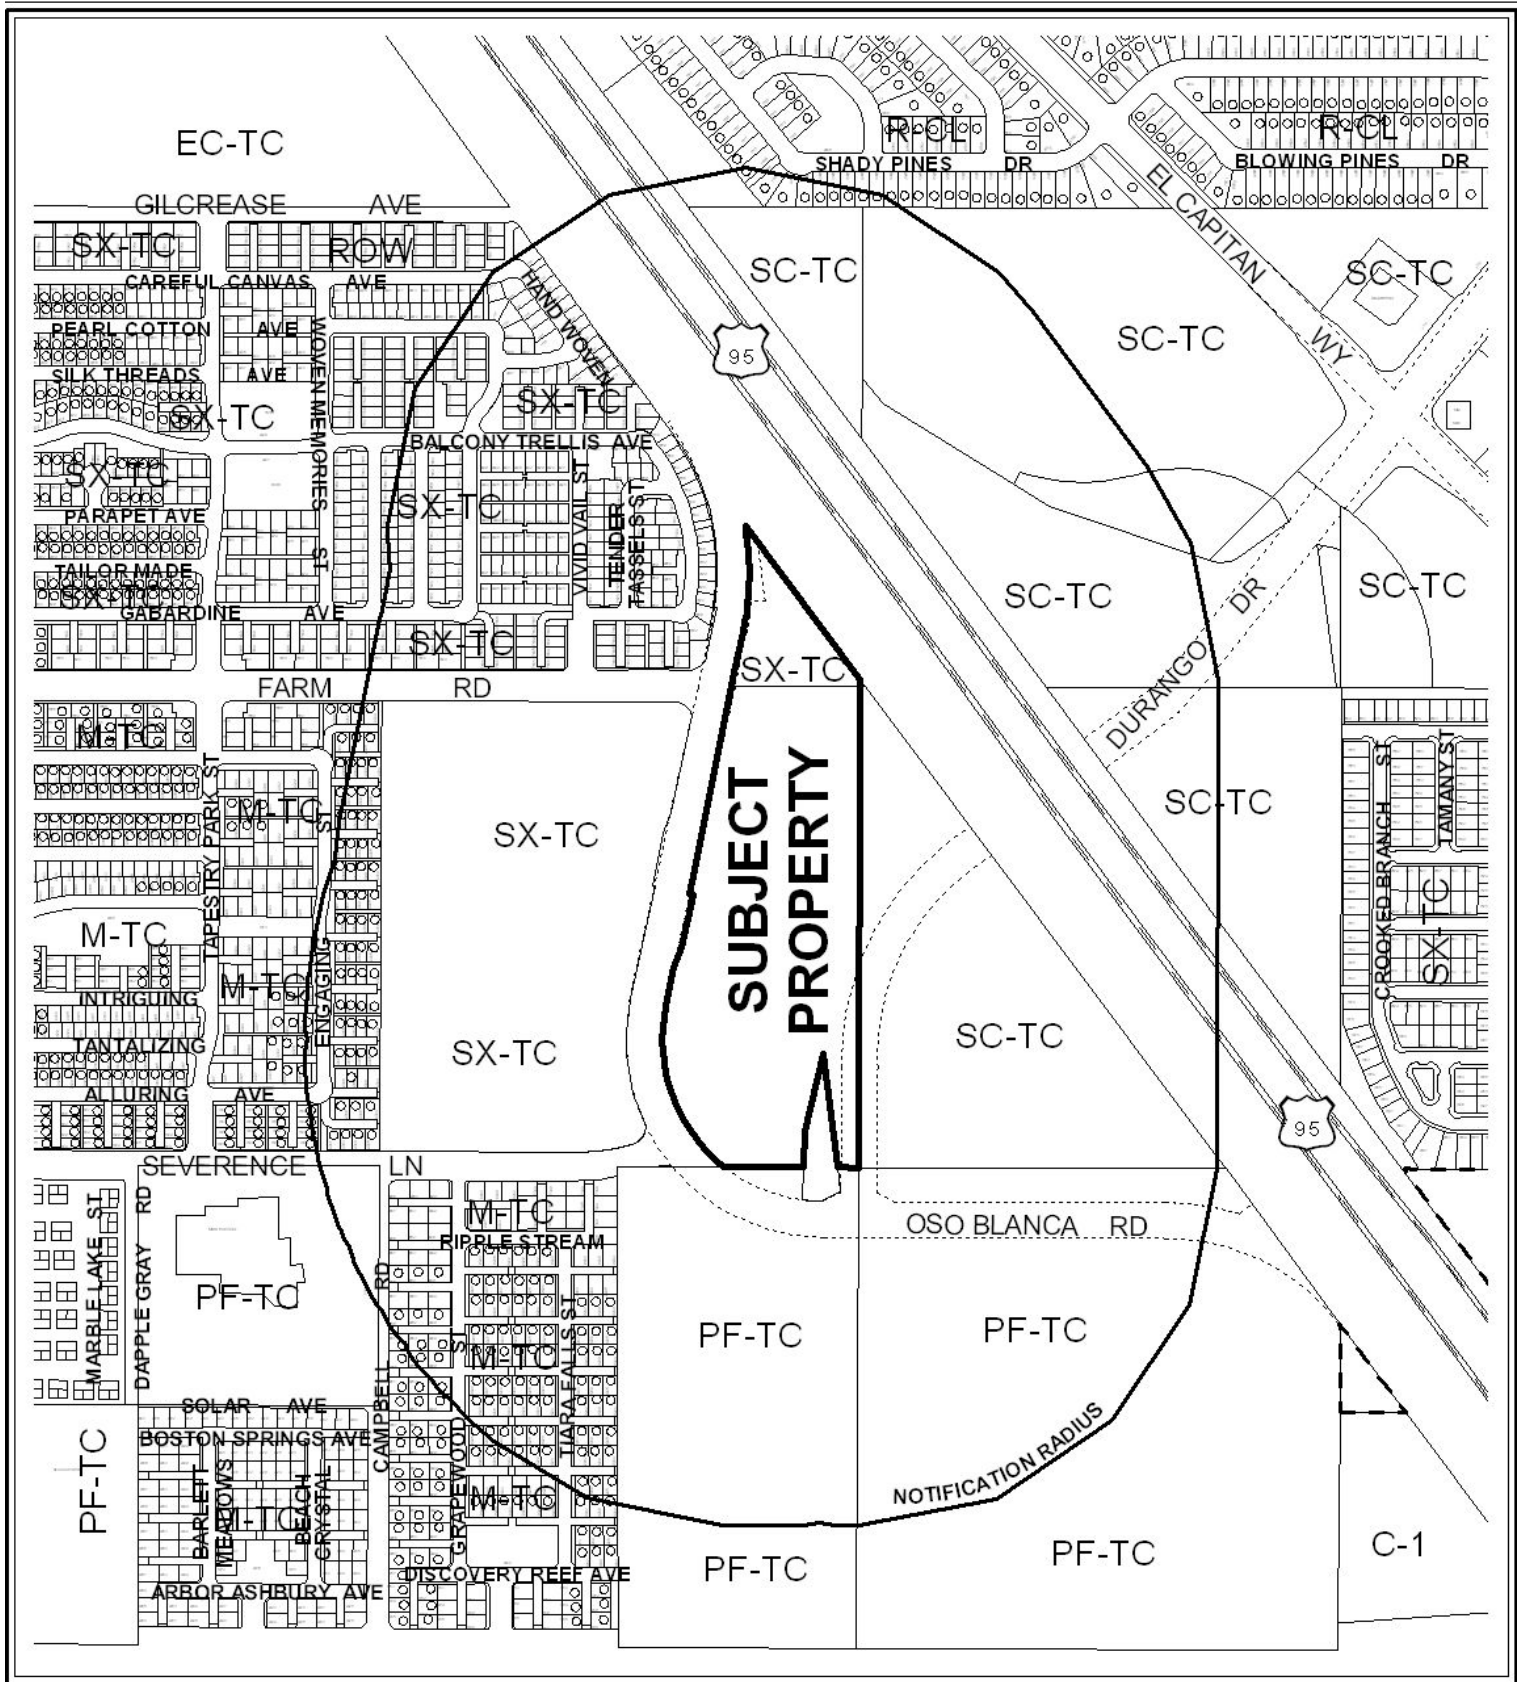 EC-TC
R-CL
R-CL
SHADY PINES DR
BLOWING PINES DR
GILCREASE AVE
EL CAPITAN WY
SX-TC
ROW
SC-TC
SC-TC
CAREFUL CANVAS AVE
HAND WOVEN
PEARL COTTON AVE
WOVEN MEMORIES ST
SC-TC
95
SILK THREADS AVE
SX-TC
SX-TC
BALCONY TRELLIS AVE
SX-TC
SX-TC
VIVID VAIL ST
TENDER
TASSELS ST
PARAPET AVE
TAILOR MADE
SX-TC
GABARDINE AVE
SX-TC
SC-TC
SC-TC
DURANGO DR
SX-TC
FARM RD
M-TC
TAPESTRY PARK ST
M-TC
ENGAGING ST
SX-TC
SUBJECT
PROPERTY
SC-TC
CROOKED BRANCH ST
TAMANY ST
SX-TC
M-TC
M-TC
INTRIGUING
TANTALIZING
SX-TC
SC-TC
ALLURING AVE
95
SEVERENCE LN
MARBLE LAKE ST
DAPPLE GRAY RD
M-TC
RIPPLE STREAM
OSO BLANCA RD
PF-TC
CAMPBELL RD
GRAPEWOOD ST
M-TC
TIARA FALLS ST
PF-TC
PF-TC
SOLAR AVE
BOSTON SPRINGS AVE
PF-TC
BARLETT
MEADOWS
M-TC
BEACH
CRYSTAL
M-TC
NOTIFICATION RADIUS
DISCOVERY REEF AVE
PF-TC
PF-TC
C-1
ARBOR ASHBURY AVE